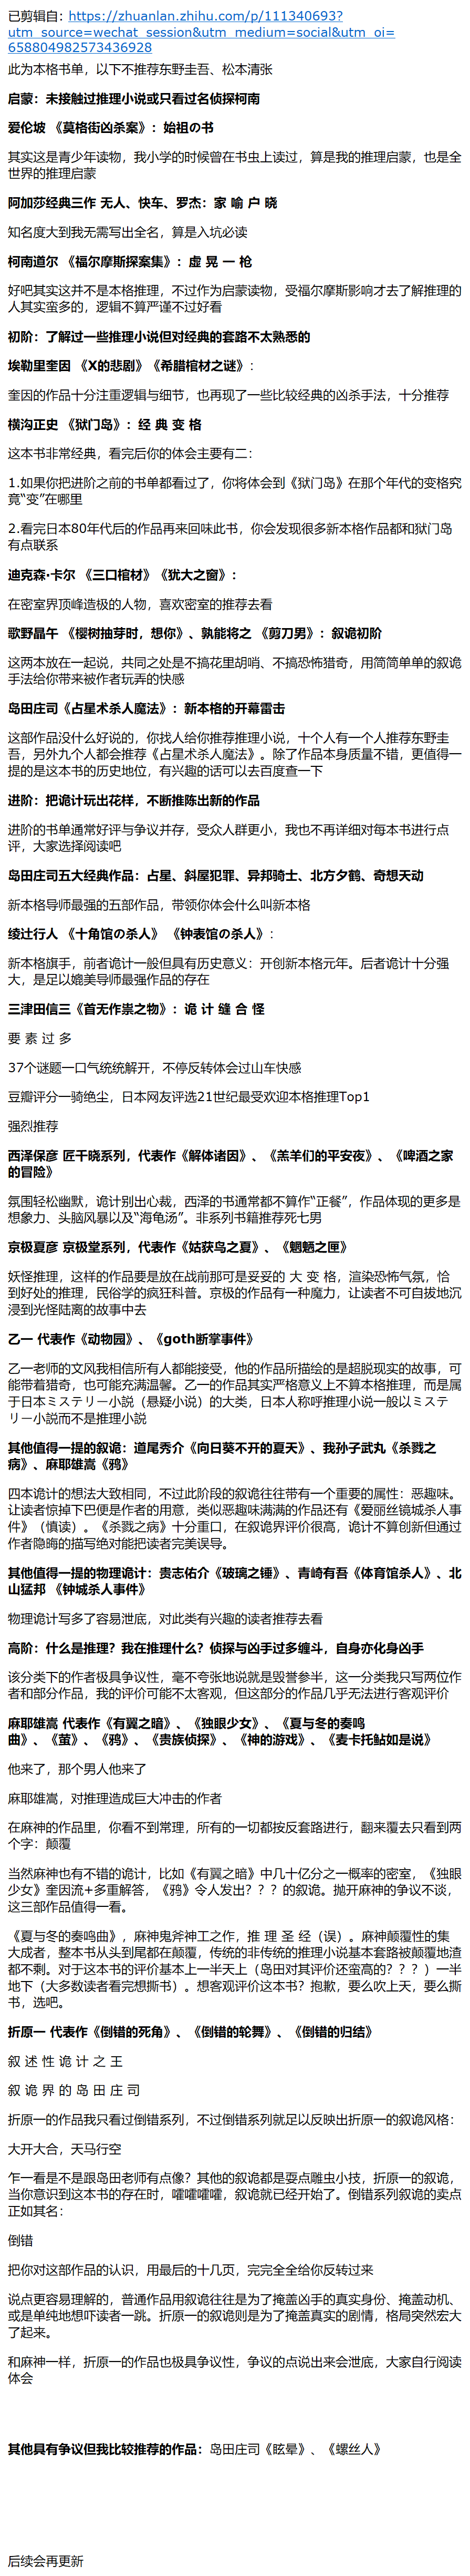 已剪辑自：https://zhuanlan.zhihu.com/p/111340693?
utm_source=wechat_session&utm_medium=social&utm_oi=
658804982573436928
此为本格书单，以下不推荐东野圭吾、松本清张
启蒙：未接触过推理小说或只看过名侦探柯南
爱伦坡 《莫格街凶杀案》：始祖の书
其实这是青少年读物，我小学的时候曾在书虫上读过，算是我的推理启蒙，也是全
世界的推理启蒙
阿加莎经典三作 无人、快车、罗杰：家 喻 户 晓
知名度大到我无需写出全名，算是入坑必读
柯南道尔 《福尔摩斯探案集》：虚 晃 一 枪
好吧其实这并不是本格推理，不过作为启蒙读物，受福尔摩斯影响才去了解推理的
人其实蛮多的，逻辑不算严谨不过好看
初阶：了解过一些推理小说但对经典的套路不太熟悉的
埃勒里奎因 《X的悲剧》《希腊棺材之谜》：
奎因的作品十分注重逻辑与细节，也再现了一些比较经典的凶杀手法，十分推荐
横沟正史 《狱门岛》：经 典 变 格
这本书非常经典，看完后你的体会主要有二：
1.如果你把进阶之前的书单都看过了，你将体会到《狱门岛》在那个年代的变格究
竟“变”在哪里
2.看完日本80年代后的作品再来回味此书，你会发现很多新本格作品都和狱门岛
有点联系
迪克森·卡尔 《三口棺材》《犹大之窗》：
在密室界顶峰造极的人物，喜欢密室的推荐去看
歌野晶午 《樱树抽芽时，想你》、孰能将之 《剪刀男》：叙诡初阶
这两本放在一起说，共同之处是不搞花里胡哨、不搞恐怖猎奇，用简简单单的叙诡
手法给你带来被作者玩弄的快感
岛田庄司《占星术杀人魔法》：新本格的开幕雷击
这部作品没什么好说的，你找人给你推荐推理小说，十个人有一个人推荐东野圭
吾，另外九个人都会推荐《占星术杀人魔法》。除了作品本身质量不错，更值得一
提的是这本书的历史地位，有兴趣的话可以去百度查一下
进阶：把诡计玩出花样，不断推陈出新的作品
进阶的书单通常好评与争议并存，受众人群更小，我也不再详细对每本书进行点
评，大家选择阅读吧
岛田庄司五大经典作品：占星、斜屋犯罪、异邦骑士、北方夕鹤、奇想天动
新本格导师最强的五部作品，带领你体会什么叫新本格
绫辻行人 《十角馆の杀人》 《钟表馆の杀人》：
新本格旗手，前者诡计一般但具有历史意义：开创新本格元年。后者诡计十分强
大，是足以媲美导师最强作品的存在
三津田信三《首无作祟之物》：诡 计 缝 合 怪
要 素 过 多
37个谜题一口气统统解开，不停反转体会过山车快感
豆瓣评分一骑绝尘，日本网友评选21世纪最受欢迎本格推理Top1
强烈推荐
西泽保彦 匠千晓系列，代表作《解体诸因》、《羔羊们的平安夜》、《啤酒之家
的冒险》
氛围轻松幽默，诡计别出心裁，西泽的书通常都不算作“正餐”，作品体现的更多是
想象力、头脑风暴以及“海龟汤”。非系列书籍推荐死七男
京极夏彦 京极堂系列，代表作《姑获鸟之夏》、《魍魉之匣》
妖怪推理，这样的作品要是放在战前那可是妥妥的 大 变 格，渲染恐怖气氛，恰
到好处的推理，民俗学的疯狂科普。京极的作品有一种魔力，让读者不可自拔地沉
浸到光怪陆离的故事中去
乙一 代表作《动物园》、《goth断掌事件》
乙一老师的文风我相信所有人都能接受，他的作品所描绘的是超脱现实的故事，可
能带着猎奇，也可能充满温馨。乙一的作品其实严格意义上不算本格推理，而是属
于日本ミステリー小説（悬疑小说）的大类，日本人称呼推理小说一般以ミステ
リー小説而不是推理小説
其他值得一提的叙诡：道尾秀介《向日葵不开的夏天》、我孙子武丸《杀戮之
病》、麻耶雄嵩《鸦》
四本诡计的想法大致相同，不过此阶段的叙诡往往带有一个重要的属性：恶趣味。
让读者惊掉下巴便是作者的用意，类似恶趣味满满的作品还有《爱丽丝镜城杀人事
件》（慎读）。《杀戮之病》十分重口，在叙诡界评价很高，诡计不算创新但通过
作者隐晦的描写绝对能把读者完美误导。
其他值得一提的物理诡计：贵志佑介《玻璃之锤》、青崎有吾《体育馆杀人》、北
山猛邦 《钟城杀人事件》
物理诡计写多了容易泄底，对此类有兴趣的读者推荐去看
高阶：什么是推理？我在推理什么？侦探与凶手过多缠斗，自身亦化身凶手
该分类下的作者极具争议性，毫不夸张地说就是毁誉参半，这一分类我只写两位作
者和部分作品，我的评价可能不太客观，但这部分的作品几乎无法进行客观评价
麻耶雄嵩 代表作《有翼之暗》、《独眼少女》、《夏与冬的奏鸣
曲》、《萤》、《鸦》、《贵族侦探》、《神的游戏》、《麦卡托鲇如是说》
他来了，那个男人他来了
麻耶雄嵩，对推理造成巨大冲击的作者
在麻神的作品里，你看不到常理，所有的一切都按反套路进行，翻来覆去只看到两
个字：颠覆
当然麻神也有不错的诡计，比如《有翼之暗》中几十亿分之一概率的密室，《独眼
少女》奎因流+多重解答，《鸦》令人发出？？？的叙诡。抛开麻神的争议不谈，
这三部作品值得一看。
《夏与冬的奏鸣曲》，麻神鬼斧神工之作，推 理 圣 经（误）。麻神颠覆性的集
大成者，整本书从头到尾都在颠覆，传统的非传统的推理小说基本套路被颠覆地渣
都不剩。对于这本书的评价基本上一半天上（岛田对其评价还蛮高的？？？）一半
地下（大多数读者看完想撕书）。想客观评价这本书？抱歉，要么吹上天，要么撕
书，选吧。
折原一 代表作《倒错的死角》、《倒错的轮舞》、《倒错的归结》
叙 述 性 诡 计 之 王
叙 诡 界 的 岛 田 庄 司
折原一的作品我只看过倒错系列，不过倒错系列就足以反映出折原一的叙诡风格：
大开大合，天马行空
乍一看是不是跟岛田老师有点像？其他的叙诡都是耍点雕虫小技，折原一的叙诡，
当你意识到这本书的存在时，嚯嚯嚯嚯，叙诡就已经开始了。倒错系列叙诡的卖点
正如其名：
倒错
把你对这部作品的认识，用最后的十几页，完完全全给你反转过来
说点更容易理解的，普通作品用叙诡往往是为了掩盖凶手的真实身份、掩盖动机、
或是单纯地想吓读者一跳。折原一的叙诡则是为了掩盖真实的剧情，格局突然宏大
了起来。
和麻神一样，折原一的作品也极具争议性，争议的点说出来会泄底，大家自行阅读
体会
其他具有争议但我比较推荐的作品：岛田庄司《眩晕》、《螺丝人》
后续会再更新